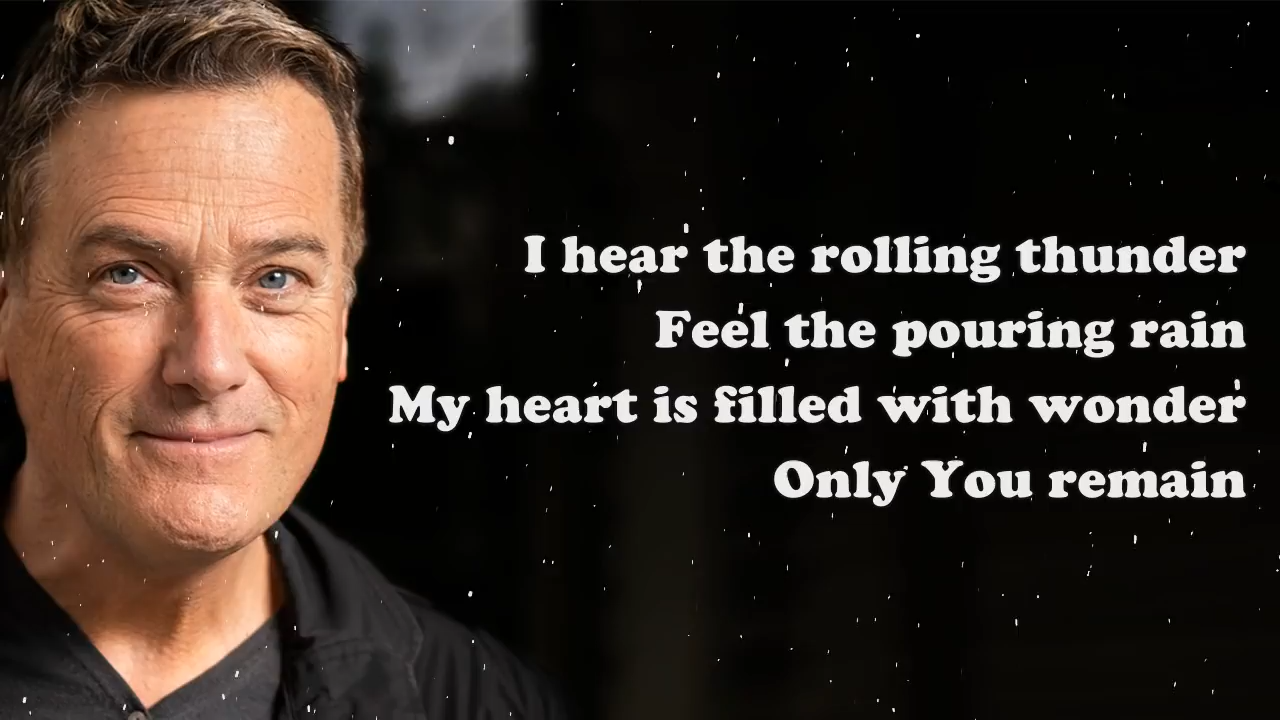 I hear the rolling thunder
Feel the pouring rain
My heart is filled with wonder
Only You remain